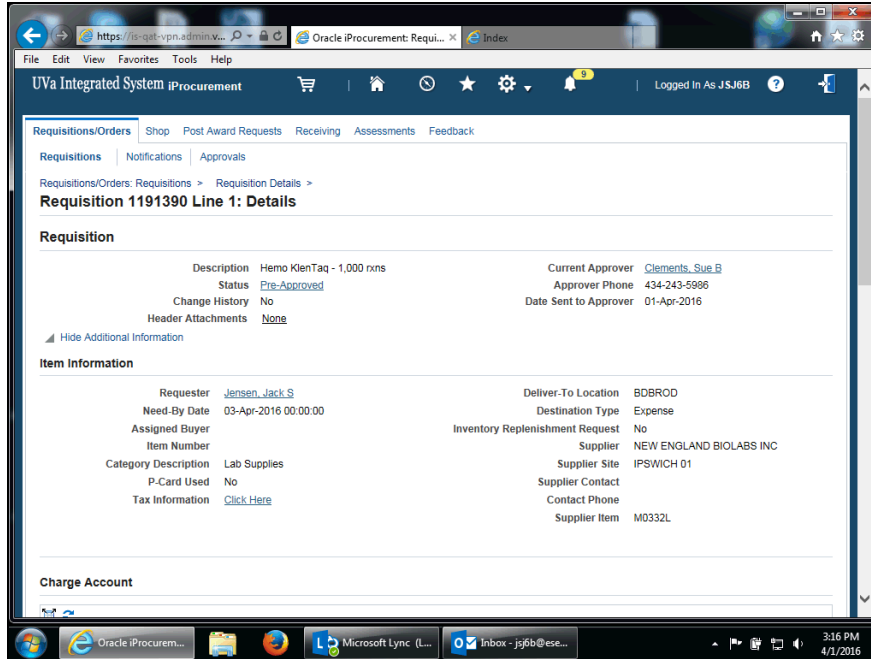 https://is-qat-vpn.admin.v...
Oracle iProcurement: Requi...
Index
File Edit View Favorites Tools Help
UVa Integrated System iProcurement
9
Logged In As JSJ6B
?
Requisitions/Orders Shop Post Award Requests Receiving Assessments Feedback
Requisitions Notifications Approvals
Requisitions/Orders: Requisitions > Requisition Details >
Requisition 1191390 Line 1: Details
Requisition
Description Hemo KlenTaq - 1,000 rxns
Current Approver Clements, Sue B
Status Pre-Approved
Approver Phone 434-243-5986
Change History No
Date Sent to Approver 01-Apr-2016
Header Attachments None
Hide Additional Information
Item Information
Requester Jensen, Jack S
Deliver-To Location BDBROD
Need-By Date 03-Apr-2016 00:00:00
Destination Type Expense
Assigned Buyer
Inventory Replenishment Request No
Item Number
Supplier NEW ENGLAND BIOLABS INC
Category Description Lab Supplies
Supplier Site IPSWICH 01
P-Card Used No
Supplier Contact
Tax Information Click Here
Contact Phone
Supplier Item M0332L
Charge Account
Oracle iProcurem...
Microsoft Lync (L...
Inbox - jsj6b@ese...
3:16 PM
4/1/2016